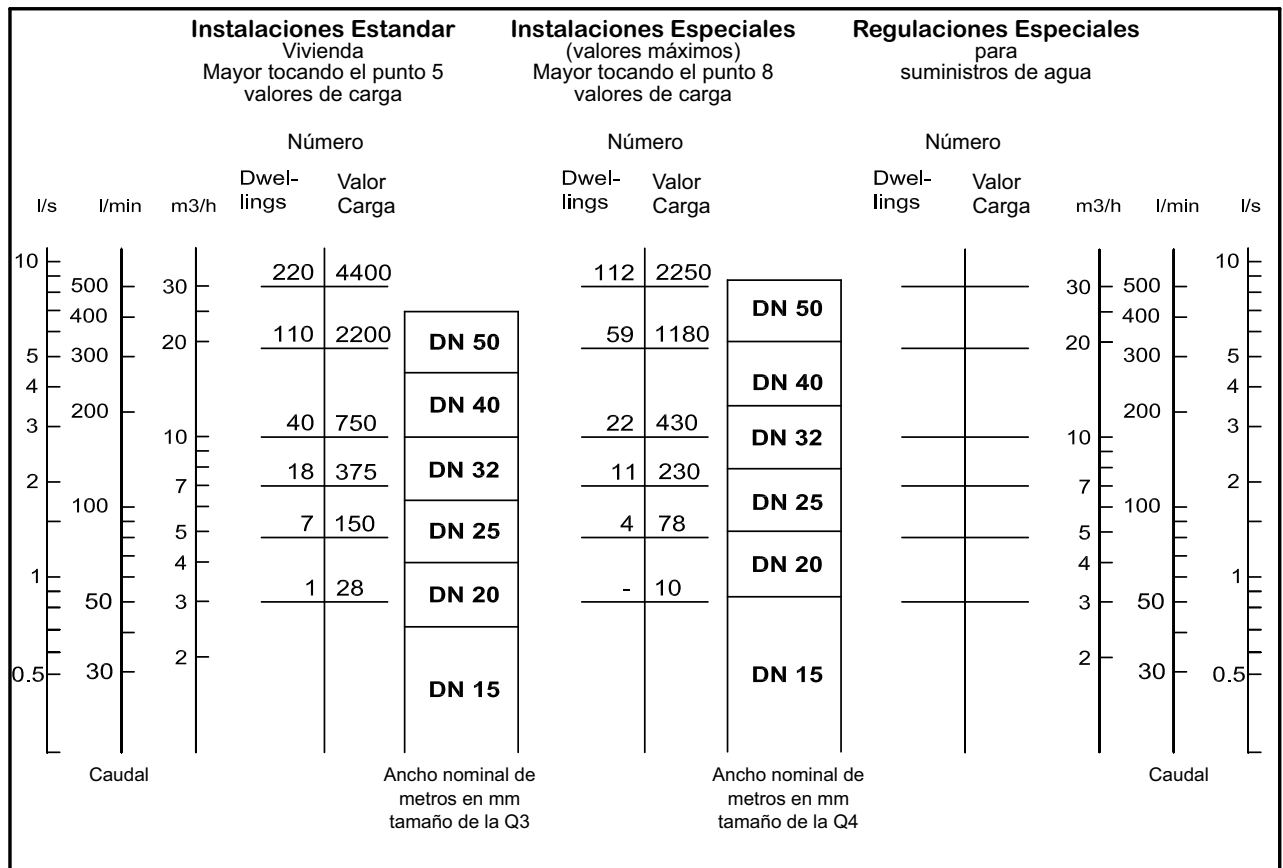 Instalaciones Estandar
Vivienda
Mayor tocando el punto 5
valores de carga
Instalaciones Especiales
(valores máximos)
Mayor tocando el punto 8
valores de carga
Regulaciones Especiales
para
suministros de agua
Número
Número
Número
l/s
l/min
m3/h
Dwel-
lings
Valor
Carga
Dwel-
lings
Valor
Carga
Dwel-
lings
Valor
Carga
m3/h
l/min
l/s
10
5
4
3
2
1
0.5
500
400
300
200
100
50
30
30
20
10
7
5
4
3
2
220 4400
110 2200
40 750
18 375
7 150
1 28
DN 50
DN 40
DN 32
DN 25
DN 20
DN 15
112 2250
59 1180
22 430
11 230
4 78
- 10
DN 50
DN 40
DN 32
DN 25
DN 20
DN 15
30
20
10
7
5
4
3
2
500
400
300
200
100
50
30
10
5
4
3
2
1
0.5
Caudal
Ancho nominal de
metros en mm
tamaño de la Q3
Ancho nominal de
metros en mm
tamaño de la Q4
Caudal